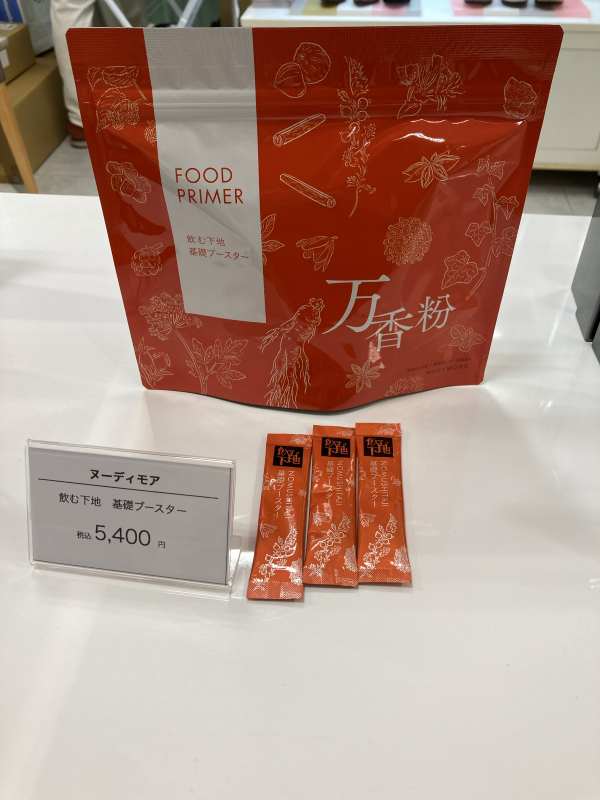 FOOD
PRIMER
飲む下地
基礎ブースター
万香粉
ヌーディモア
飲む下地 基礎ブースター
税込 5,400 円
飲む下地
NOMUSHITAJI
基礎ブースター
飲む下地
NOMUSHITAJI
基礎ブースター
飲む下地
NOMUSHITAJI
基礎ブースター